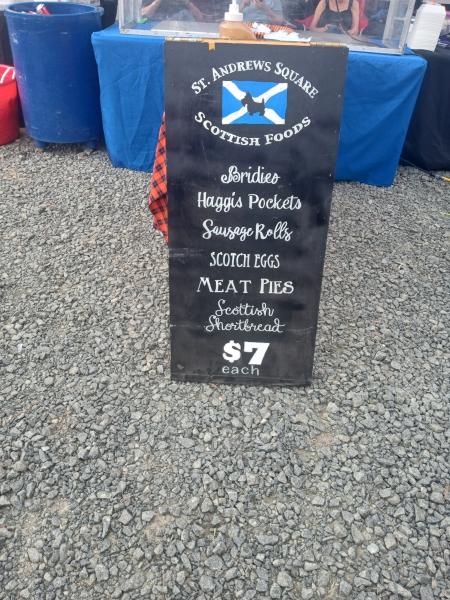 St. Andrews Square
Scottish Foods
Bridies
Haggis Pockets
Sausage Rolls
SCOTCH EGGS
MEAT PIES
Scottish
Shortbread
$7
each